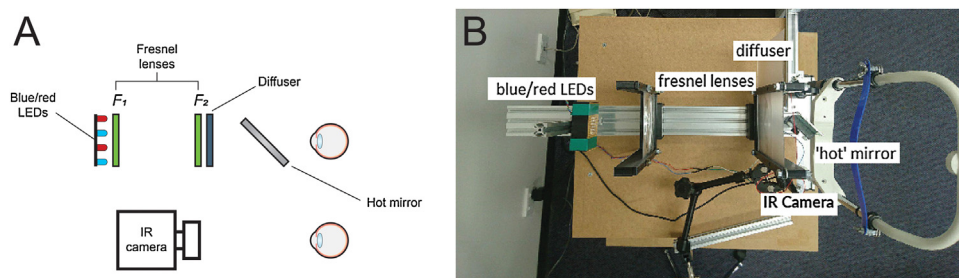 A
Fresnel
lenses
Blue/red
LEDs
F1
F2
Diffuser
Hot mirror
IR
camera
B
diffuser
fresnel lenses
blue/red LEDs
'hot' mirror
IR Camera